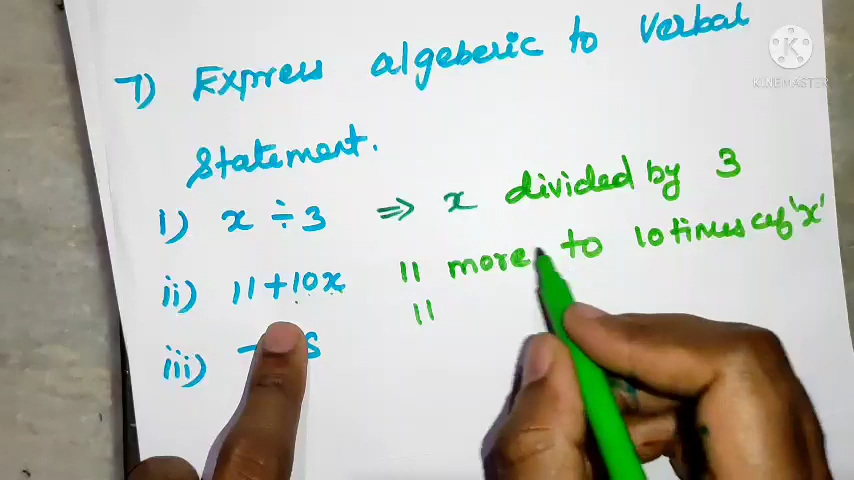 7) Express algeberic to Verbal
Statement.
i) x ÷ 3 ⇒ x divided by 3
ii) 11 + 10x 11 more to 10 times of 'x'
11
iii)
K
KINEMASTER